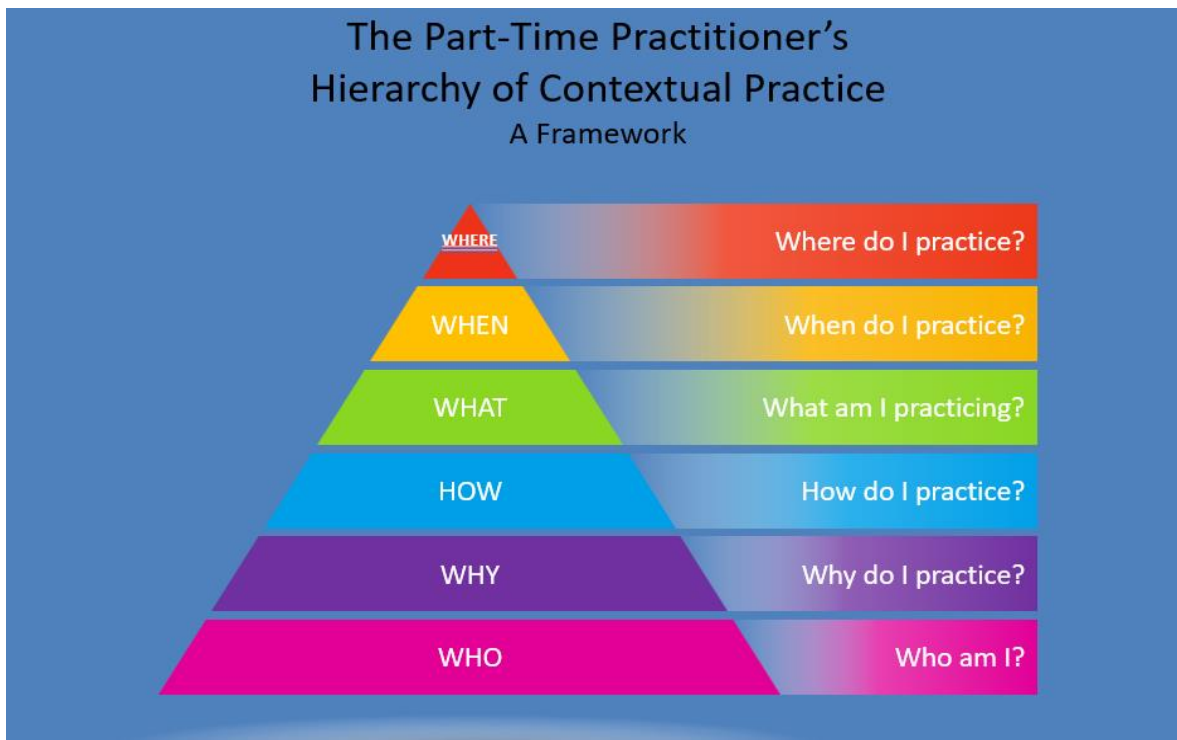 The Part-Time Practitioner’s
Hierarchy of Contextual Practice
A Framework
WHERE
Where do I practice?
WHEN
When do I practice?
WHAT
What am I practicing?
HOW
How do I practice?
WHY
Why do I practice?
WHO
Who am I?